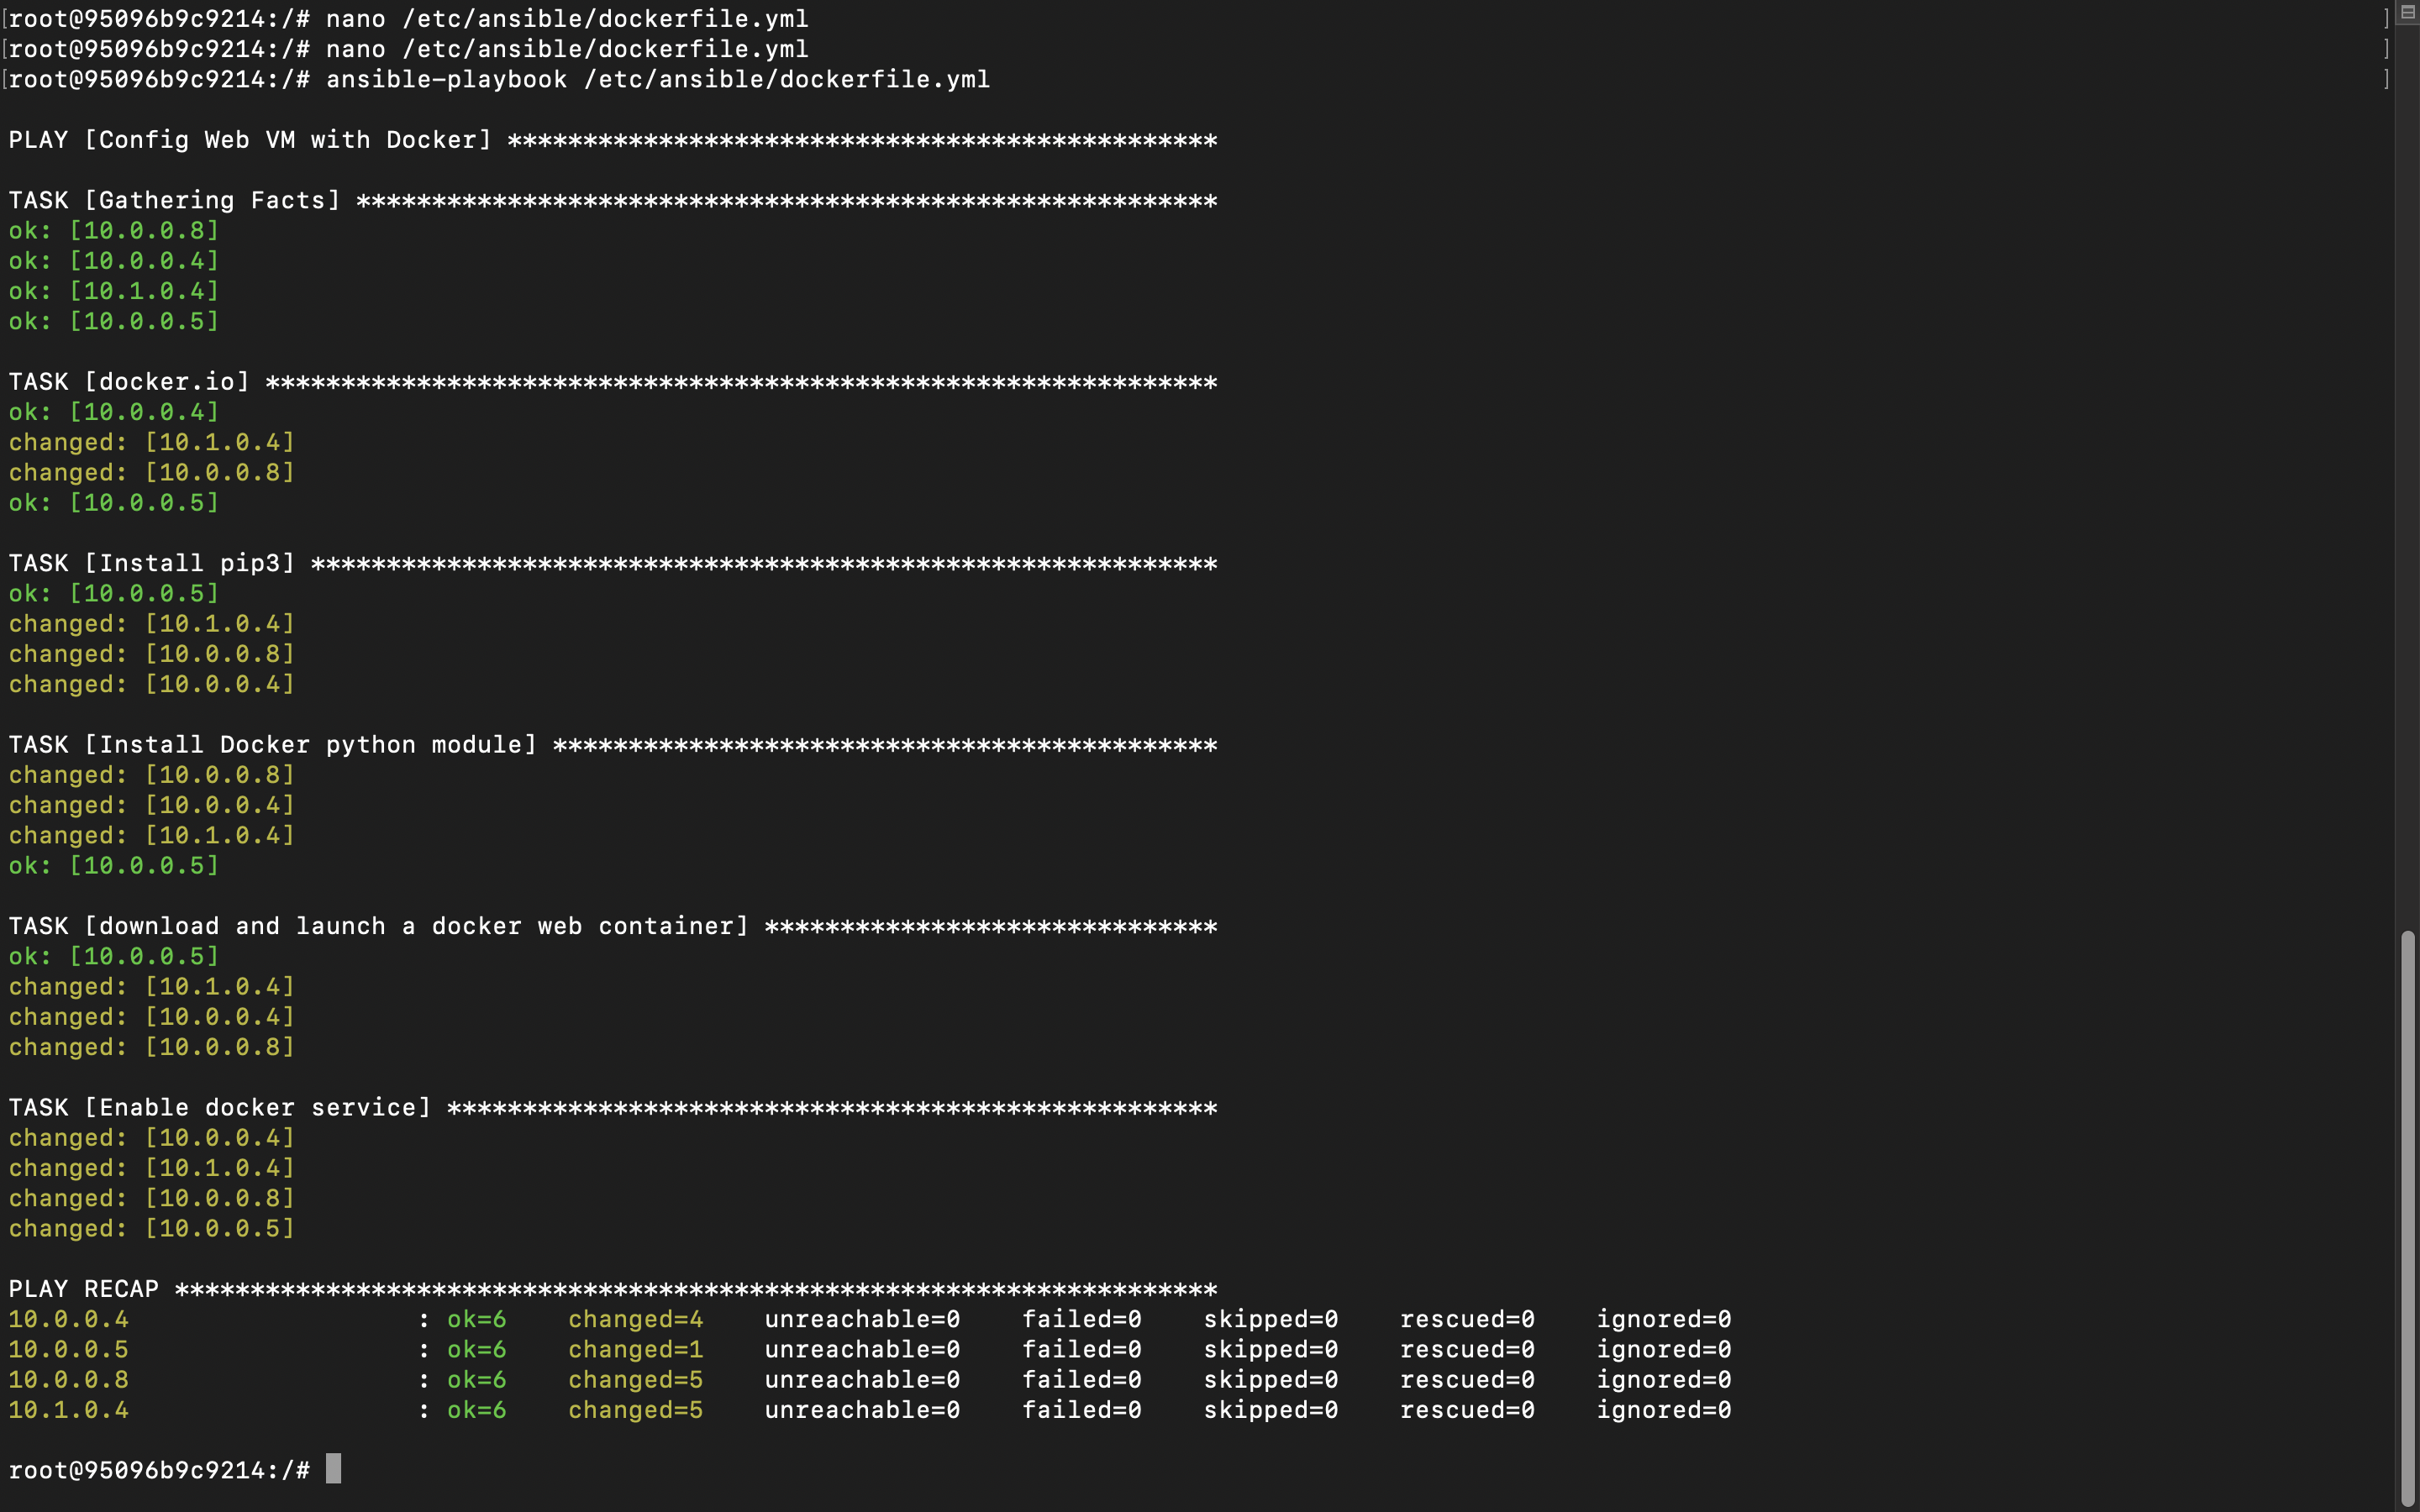 [root@95096b9c9214:/# nano /etc/ansible/dockerfile.yml ]
[root@95096b9c9214:/# nano /etc/ansible/dockerfile.yml ]
[root@95096b9c9214:/# ansible-playbook /etc/ansible/dockerfile.yml ]
PLAY [Config Web VM with Docker] ***********************************************
TASK [Gathering Facts] *********************************************************
ok: [10.0.0.8]
ok: [10.0.0.4]
ok: [10.1.0.4]
ok: [10.0.0.5]
TASK [docker.io] ***************************************************************
ok: [10.0.0.4]
changed: [10.1.0.4]
changed: [10.0.0.8]
ok: [10.0.0.5]
TASK [Install pip3] ************************************************************
ok: [10.0.0.5]
changed: [10.1.0.4]
changed: [10.0.0.8]
changed: [10.0.0.4]
TASK [Install Docker python module] ********************************************
changed: [10.0.0.8]
changed: [10.0.0.4]
changed: [10.1.0.4]
ok: [10.0.0.5]
TASK [download and launch a docker web container] ******************************
ok: [10.0.0.5]
changed: [10.1.0.4]
changed: [10.0.0.4]
changed: [10.0.0.8]
TASK [Enable docker service] ***************************************************
changed: [10.0.0.4]
changed: [10.1.0.4]
changed: [10.0.0.8]
changed: [10.0.0.5]
PLAY RECAP *********************************************************************
10.0.0.4                   : ok=6    changed=4    unreachable=0    failed=0    skipped=0    rescued=0    ignored=0
10.0.0.5                   : ok=6    changed=1    unreachable=0    failed=0    skipped=0    rescued=0    ignored=0
10.0.0.8                   : ok=6    changed=5    unreachable=0    failed=0    skipped=0    rescued=0    ignored=0
10.1.0.4                   : ok=6    changed=5    unreachable=0    failed=0    skipped=0    rescued=0    ignored=0
root@95096b9c9214:/#